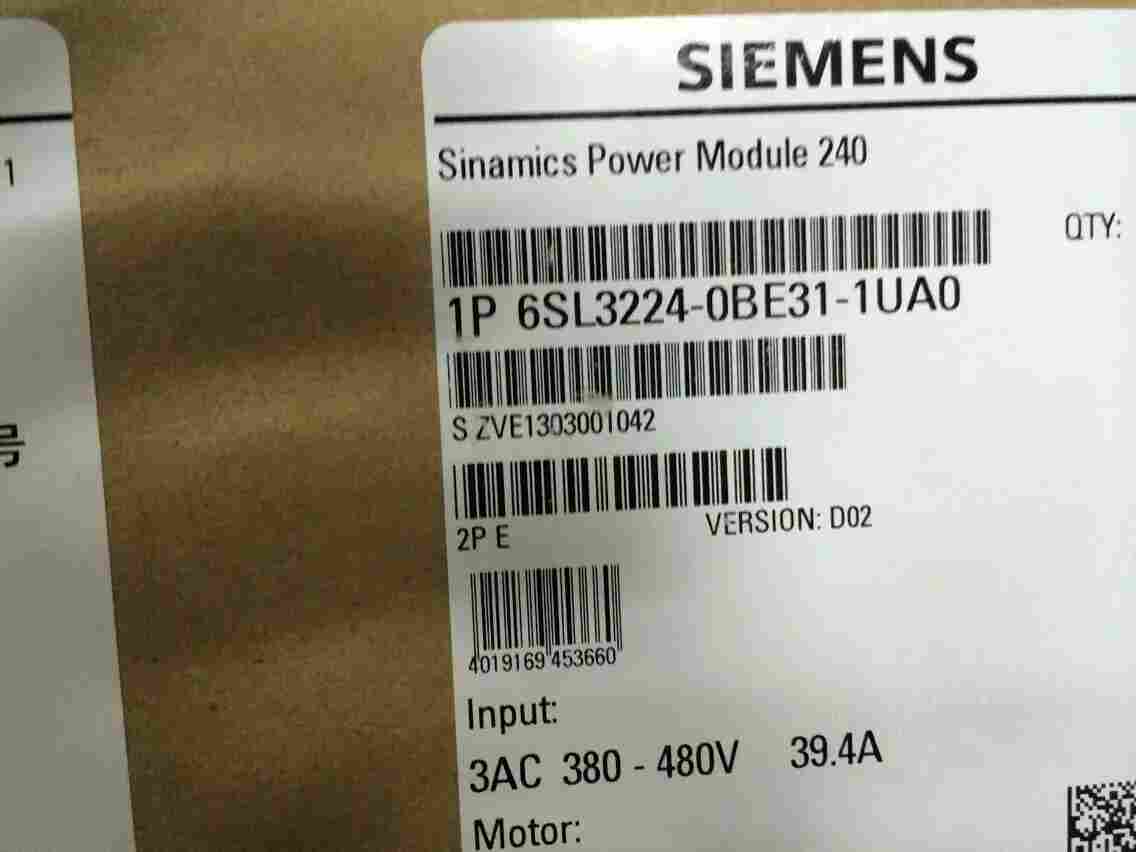 1
号
SIEMENS
Sinamics Power Module 240
QTY:
1P 6SL3224-0BE31-1UA0
S ZVE1303001042
2P E VERSION: D02
4019169 453660
Input:
3AC 380 - 480V 39.4A
Motor: